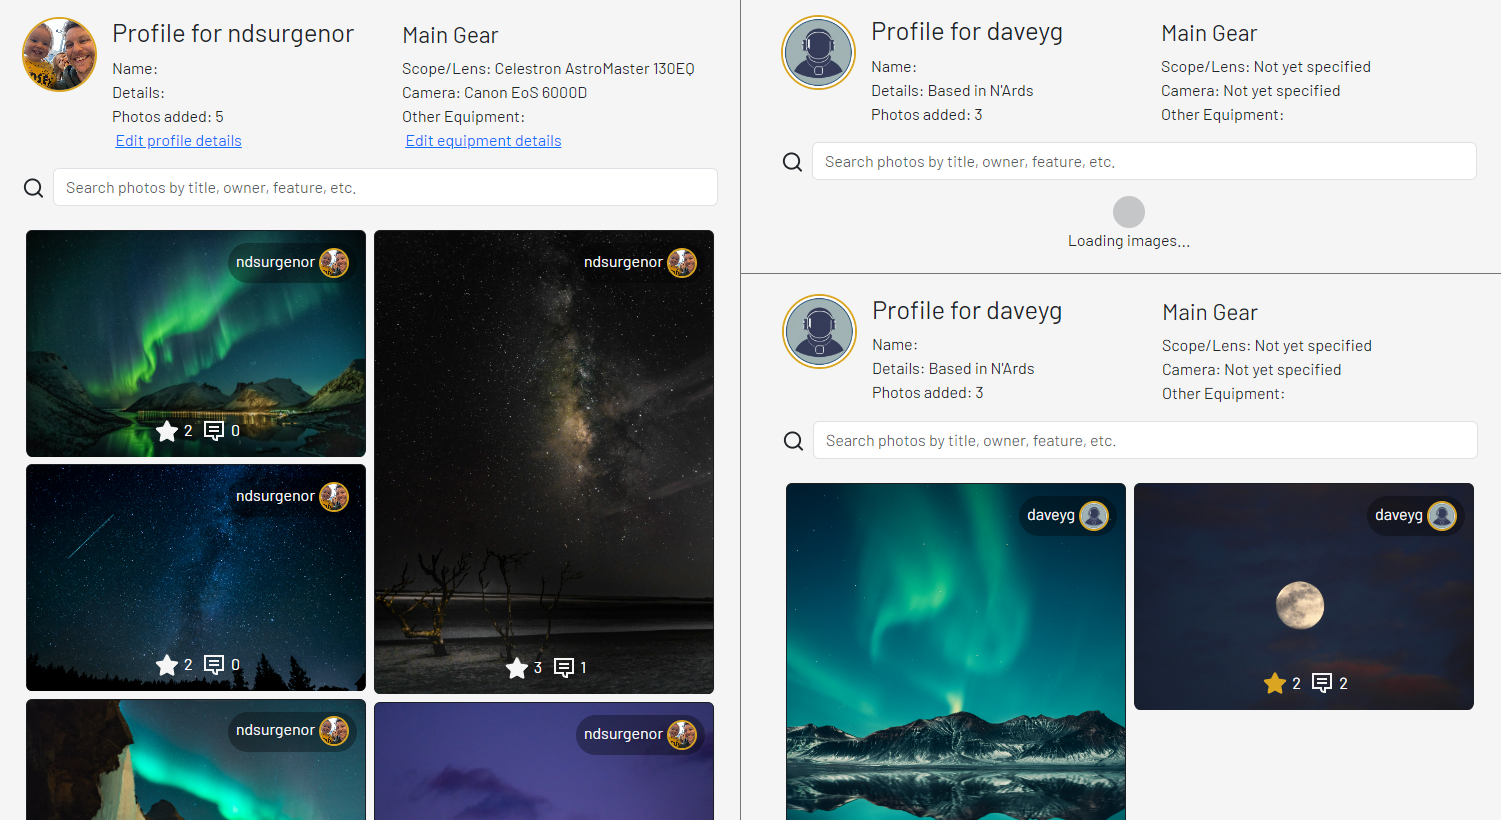 Profile for ndsurgenor
Name:
Details:
Photos added: 5
Edit profile details
Main Gear
Scope/Lens: Celestron AstroMaster 130EQ
Camera: Canon EoS 6000D
Other Equipment:
Edit equipment details
Search photos by title, owner, feature, etc.
ndsurgenor
2 0
ndsurgenor
3 1
ndsurgenor
2 0
ndsurgenor
ndsurgenor
Profile for daveyg
Name:
Details: Based in N'Ards
Photos added: 3
Main Gear
Scope/Lens: Not yet specified
Camera: Not yet specified
Other Equipment:
Search photos by title, owner, feature, etc.
Loading images...
Profile for daveyg
Name:
Details: Based in N'Ards
Photos added: 3
Main Gear
Scope/Lens: Not yet specified
Camera: Not yet specified
Other Equipment:
Search photos by title, owner, feature, etc.
daveyg
daveyg
2 2